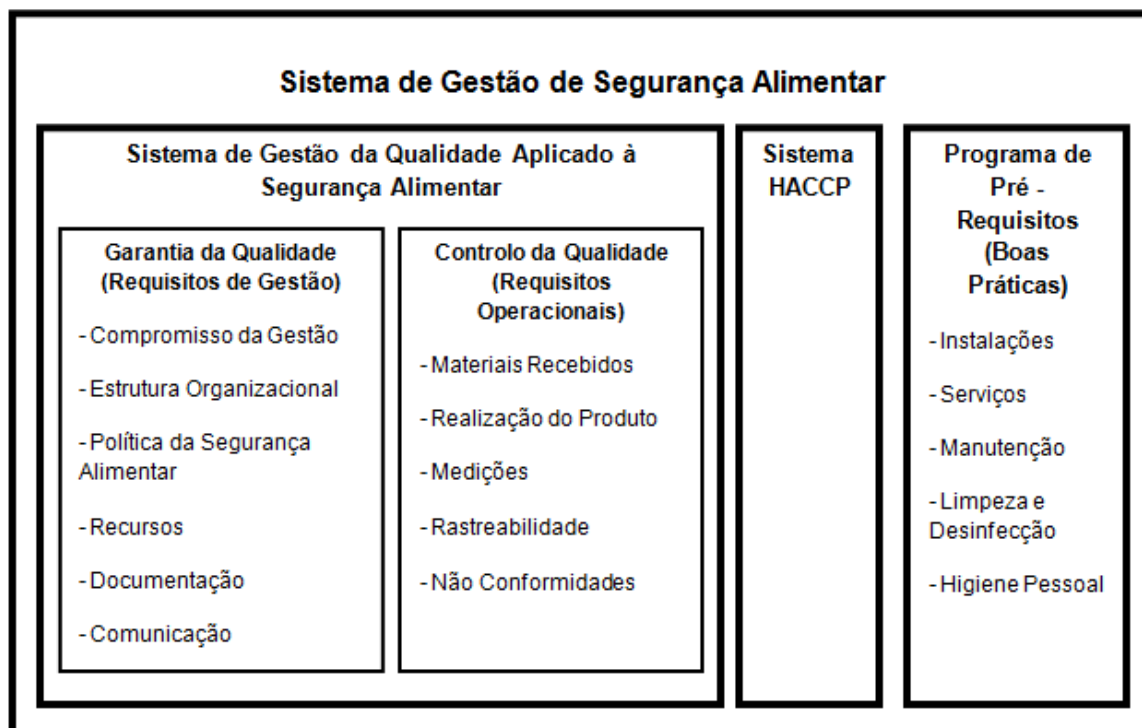 Sistema de Gestão de Segurança Alimentar
Sistema de Gestão da Qualidade Aplicado à
Segurança Alimentar
Garantia da Qualidade
(Requisitos de Gestão)
- Compromisso da Gestão
- Estrutura Organizacional
- Política da Segurança
Alimentar
- Recursos
- Documentação
- Comunicação
Controlo da Qualidade
(Requisitos
Operacionais)
- Materiais Recebidos
- Realização do Produto
- Medições
- Rastreabilidade
- Não Conformidades
Sistema
HACCP
Programa de
Pré -
Requisitos
(Boas
Práticas)
- Instalações
- Serviços
- Manutenção
- Limpeza e
Desinfecção
- Higiene Pessoal